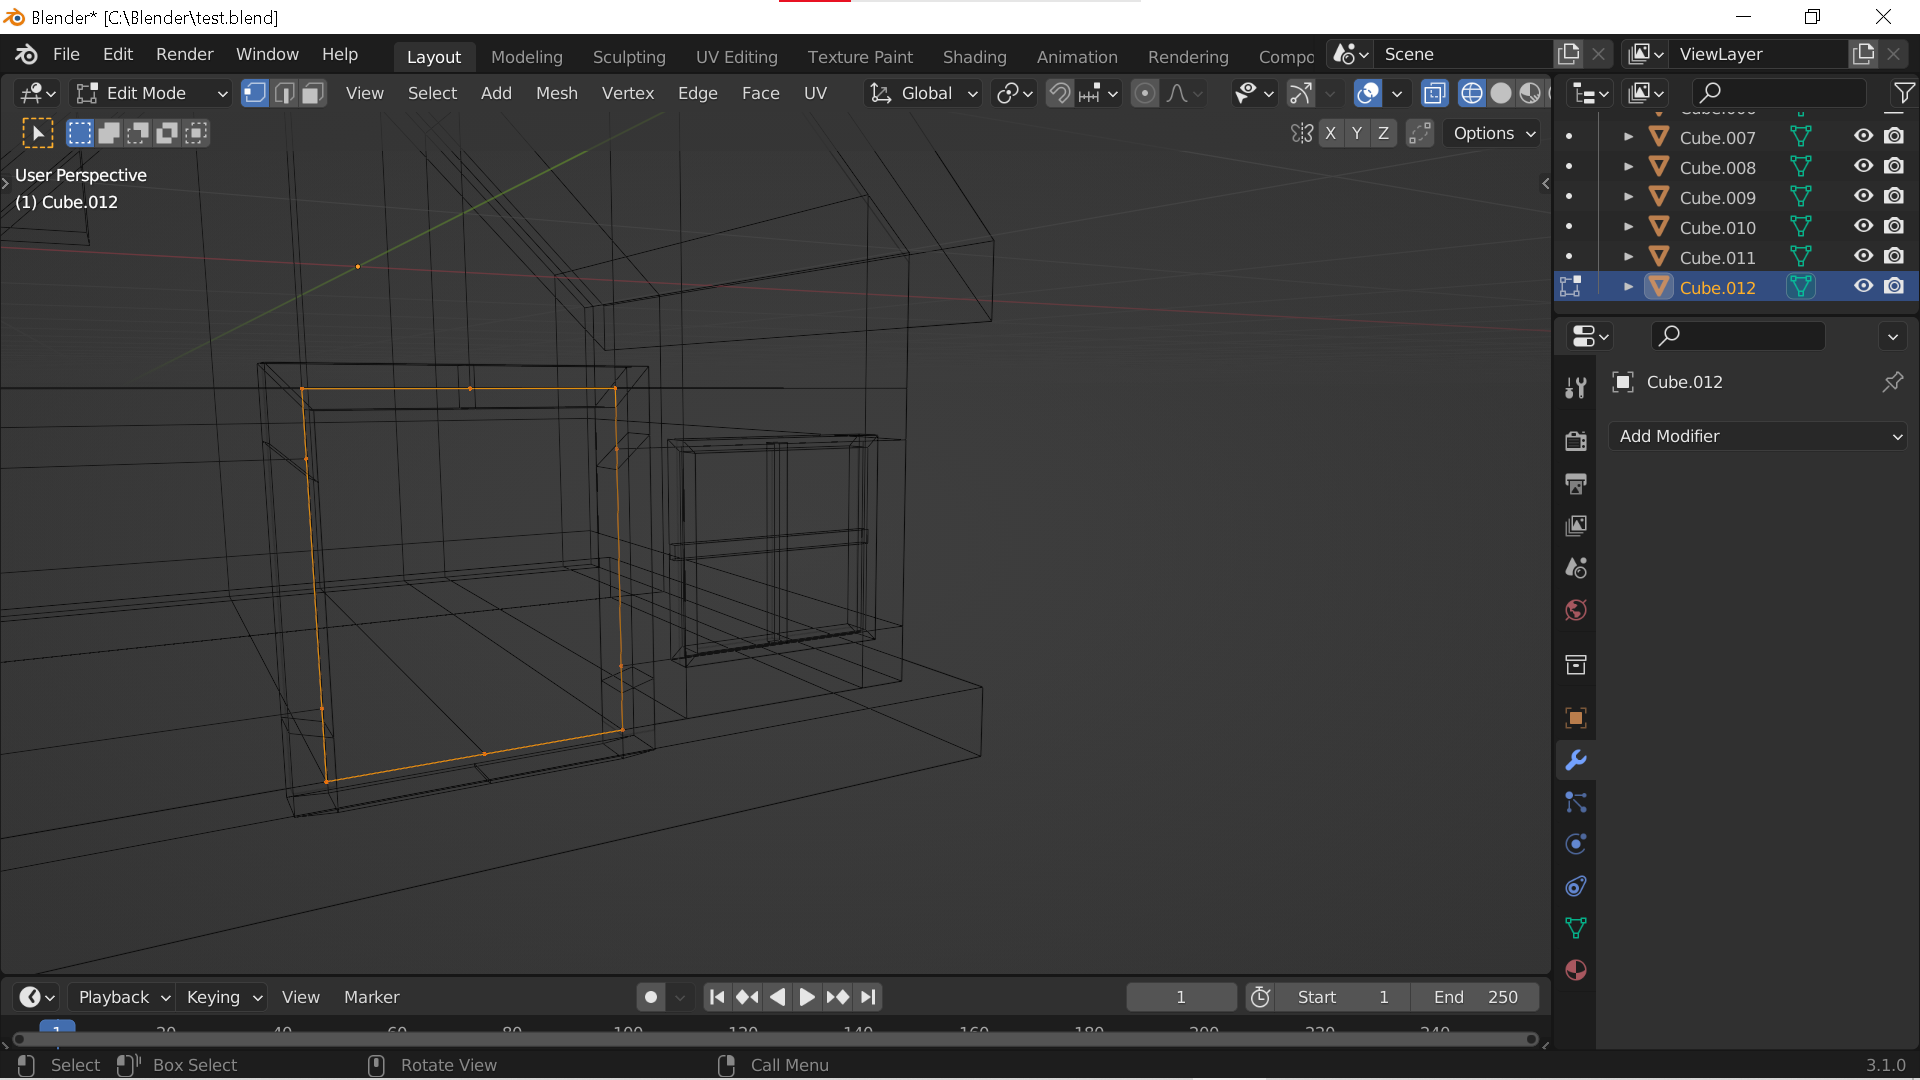 Blender* [C:\Blender\test.blend]
File Edit Render Window Help Layout Modeling Sculpting UV Editing Texture Paint Shading Animation Rendering Compo Scene ViewLayer
Edit Mode View Select Add Mesh Vertex Edge Face UV Global
X Y Z Options
User Perspective
(1) Cube.012
Cube.007
Cube.008
Cube.009
Cube.010
Cube.011
Cube.012
Cube.012
Add Modifier
Playback Keying View Marker 1 Start 1 End 250
1 20 40 60 80 100 120 140 160 180 200 220 240
Select Box Select Rotate View Call Menu 3.1.0